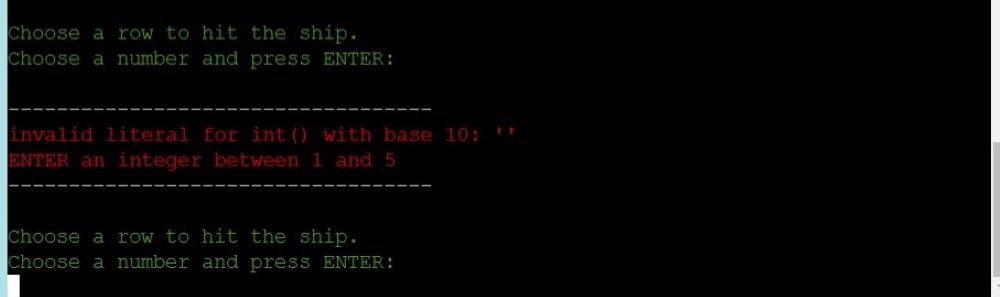 Choose a row to hit the ship.
Choose a number and press ENTER:
-----------------------------------
invalid literal for int() with base 10: ''
ENTER an integer between 1 and 5
-----------------------------------
Choose a row to hit the ship.
Choose a number and press ENTER: